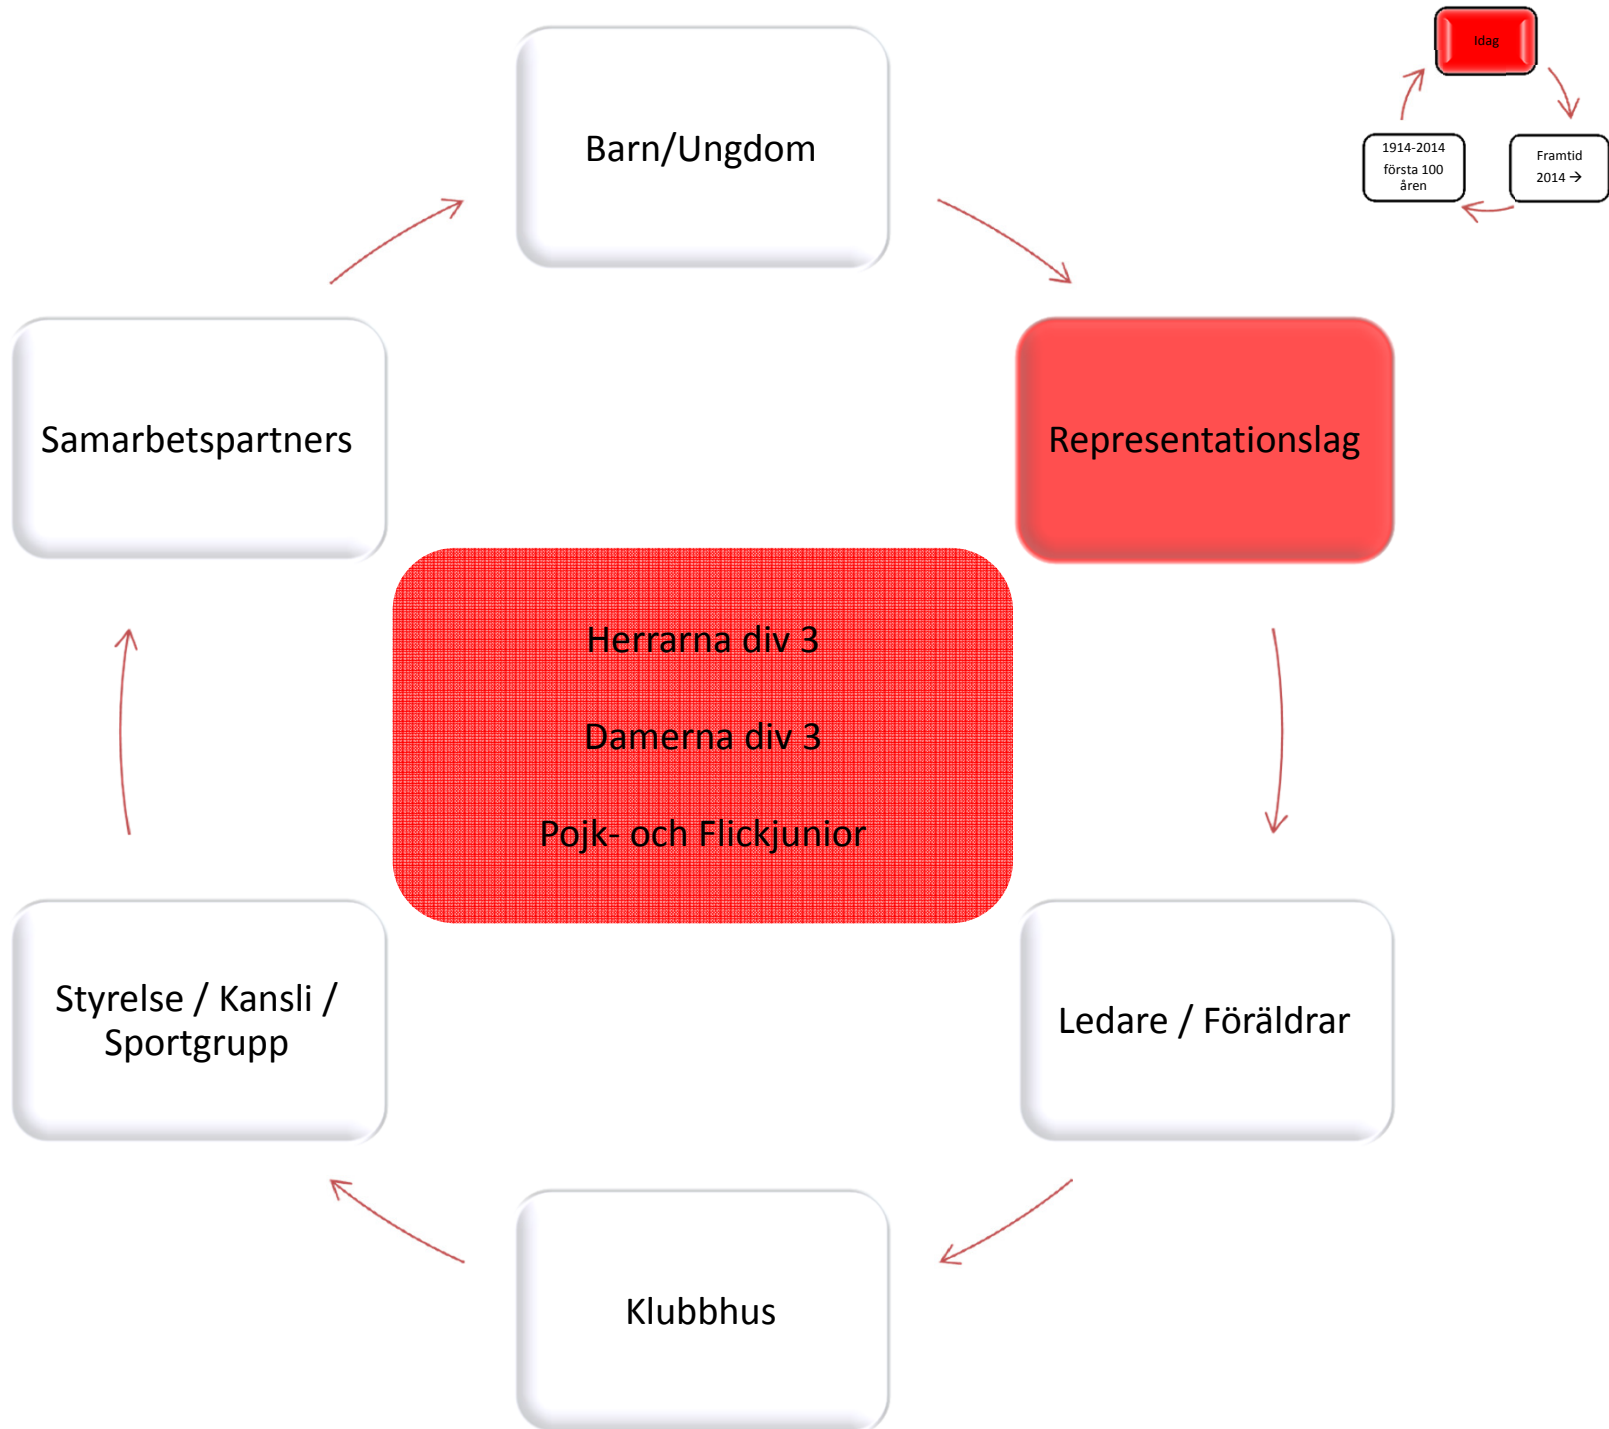 Idag
1914-2014
första 100
åren
Framtid
2014 →
Barn/Ungdom
Samarbetspartners
Representationslag
Herrarna div 3
Damerna div 3
Pojk- och Flickjunior
Styrelse / Kansli /
Sportgrupp
Ledare / Föräldrar
Klubbhus